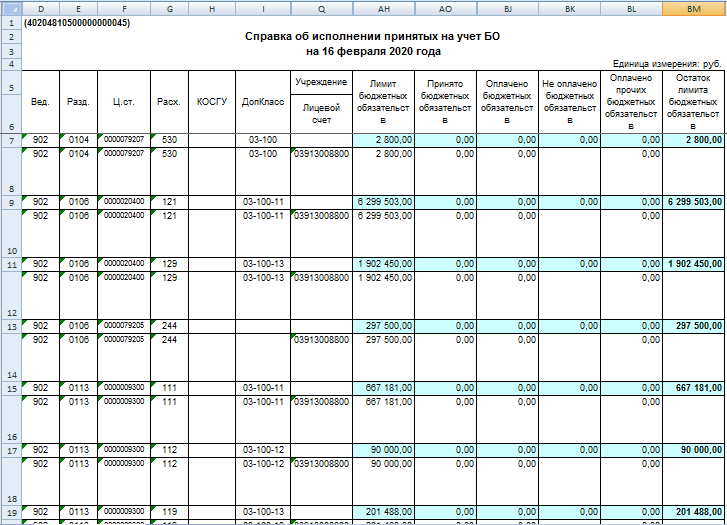 D E F G H I Q AH AO BJ BK BL BM
1 (40204810500000000045)
2 Справка об исполнении принятых на учет БО
3 на 16 февраля 2020 года
4 Единица измерения: руб.
5 6 Вед. Разд. Ц.ст. Расх. КОСГУ ДопКласс Учреждение Лицевой счет Лимит бюджетных обязательств Принято бюджетных обязательств Оплачено бюджетных обязательств Не оплачено бюджетных обязательств Оплачено прочих бюджетных обязательств Остаток лимита бюджетных обязательств
7 902 0104 0000079207 530 03-100 2 800,00 0,00 0,00 0,00 0,00 2 800,00
8 902 0104 0000079207 530 03-100 03913008800 2 800,00 0,00 0,00 0,00
9 902 0106 0000020400 121 03-100-11 6 299 503,00 0,00 0,00 0,00 0,00 6 299 503,00
10 902 0106 0000020400 121 03-100-11 03913008800 6 299 503,00 0,00 0,00 0,00
11 902 0106 0000020400 129 03-100-13 1 902 450,00 0,00 0,00 0,00 0,00 1 902 450,00
12 902 0106 0000020400 129 03-100-13 03913008800 1 902 450,00 0,00 0,00 0,00
13 902 0106 0000079205 244 297 500,00 0,00 0,00 0,00 0,00 297 500,00
14 902 0106 0000079205 244 03913008800 297 500,00 0,00 0,00 0,00
15 902 0113 0000009300 111 03-100-11 667 181,00 0,00 0,00 0,00 0,00 667 181,00
16 902 0113 0000009300 111 03-100-11 03913008800 667 181,00 0,00 0,00 0,00
17 902 0113 0000009300 112 03-100-12 90 000,00 0,00 0,00 0,00 0,00 90 000,00
18 902 0113 0000009300 112 03-100-12 03913008800 90 000,00 0,00 0,00 0,00
19 902 0113 0000009300 119 03-100-13 201 488,00 0,00 0,00 0,00 0,00 201 488,00